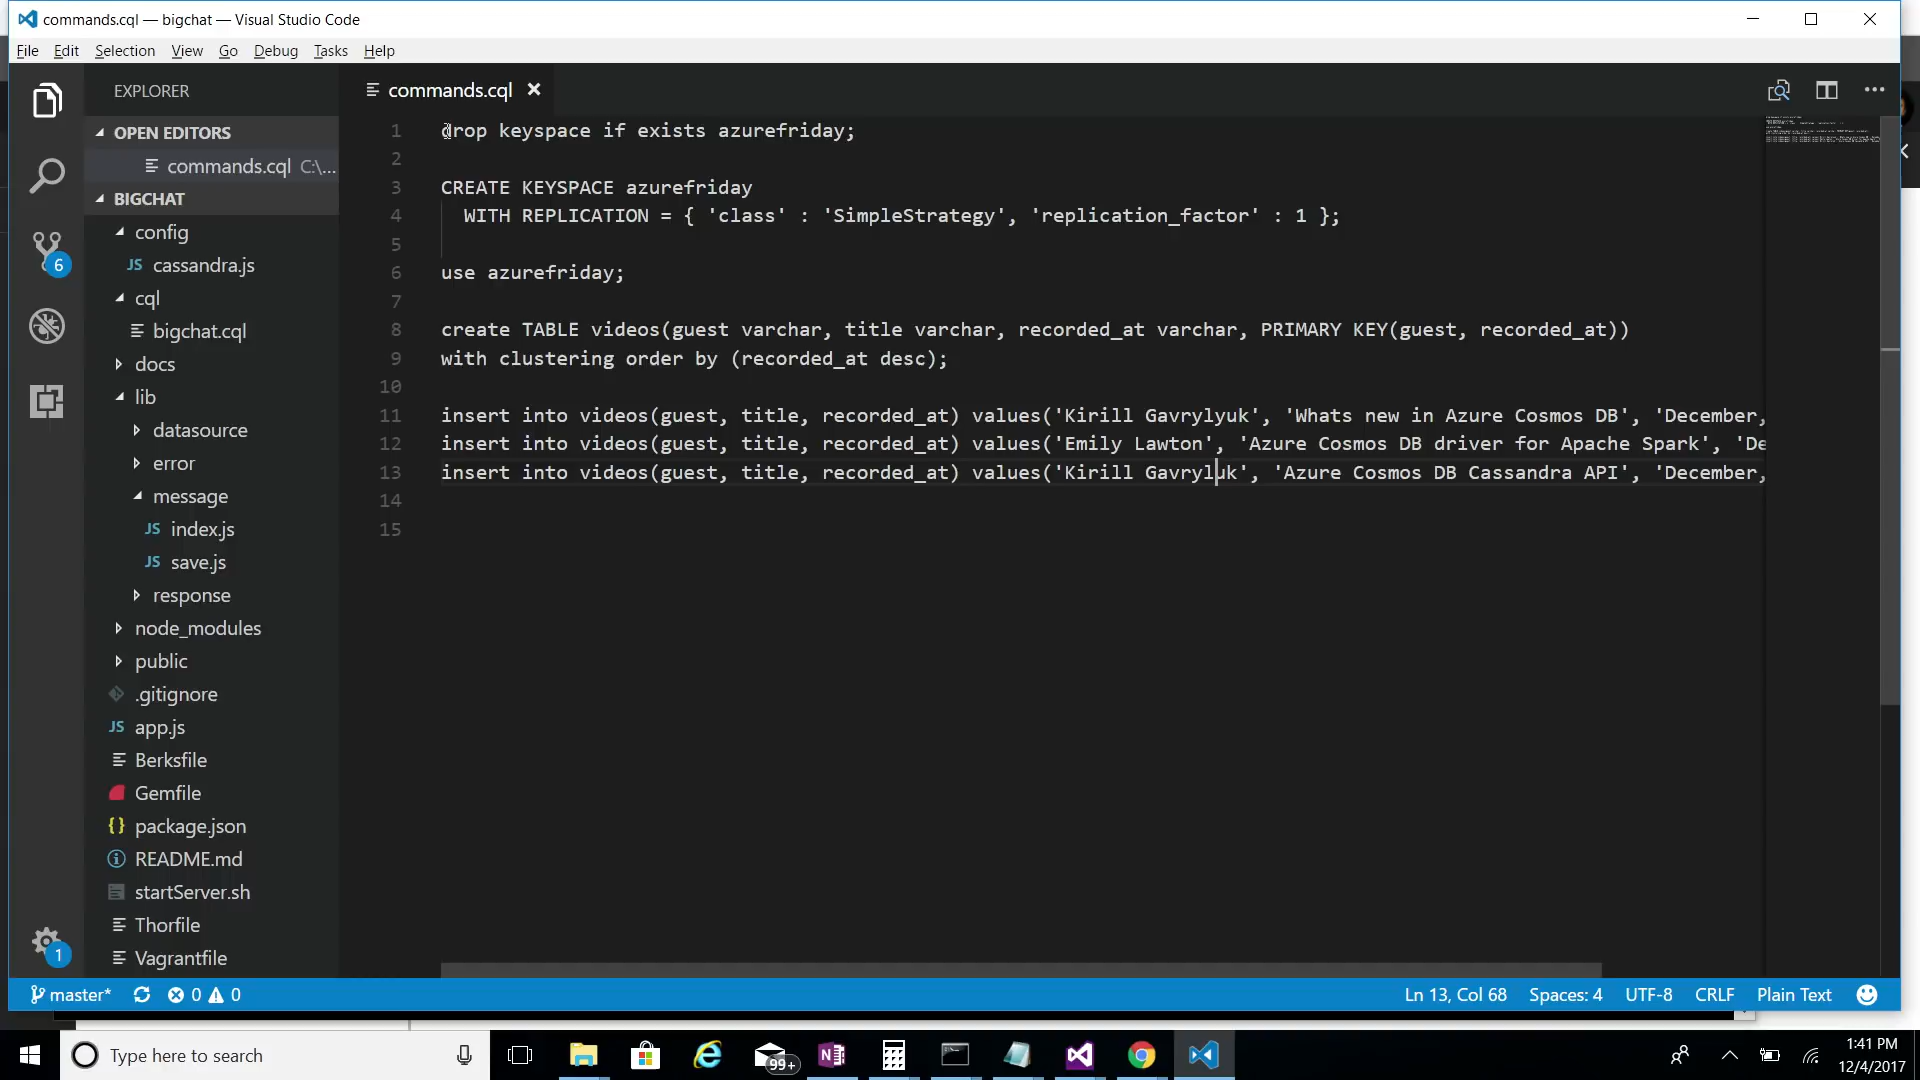 commands.cql — bigchat — Visual Studio Code
File Edit Selection View Go Debug Tasks Help
EXPLORER
commands.cql
OPEN EDITORS
commands.cql C:\...
BIGCHAT
config
JS cassandra.js
cql
bigchat.cql
docs
lib
datasource
error
message
JS index.js
JS save.js
response
node_modules
public
.gitignore
JS app.js
Berksfile
Gemfile
{} package.json
README.md
startServer.sh
Thorfile
Vagrantfile
6
1
1 drop keyspace if exists azurefriday;
2
3 CREATE KEYSPACE azurefriday
4 WITH REPLICATION = { 'class' : 'SimpleStrategy', 'replication_factor' : 1 };
5
6 use azurefriday;
7
8 create TABLE videos(guest varchar, title varchar, recorded_at varchar, PRIMARY KEY(guest, recorded_at))
9 with clustering order by (recorded_at desc);
10
11 insert into videos(guest, title, recorded_at) values('Kirill Gavrylyuk', 'Whats new in Azure Cosmos DB', 'December,
12 insert into videos(guest, title, recorded_at) values('Emily Lawton', 'Azure Cosmos DB driver for Apache Spark', 'De
13 insert into videos(guest, title, recorded_at) values('Kirill Gavryluk', 'Azure Cosmos DB Cassandra API', 'December,
14
15
master* 0 0 Ln 13, Col 68 Spaces: 4 UTF-8 CRLF Plain Text
Type here to search
99+
1:41 PM
12/4/2017